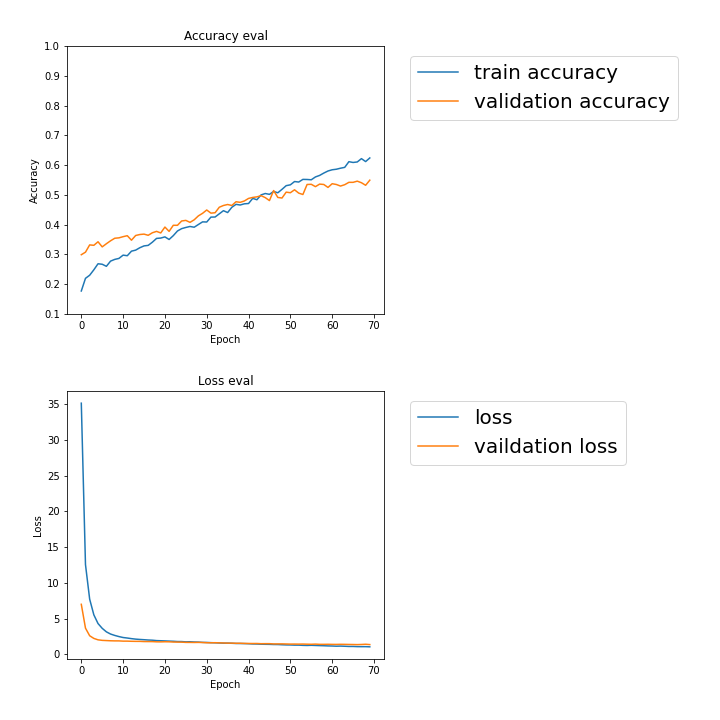 Accuracy eval
1.0
0.9
0.8
0.7
0.6
0.5
0.4
0.3
0.2
0.1
Accuracy
0 10 20 30 40 50 60 70
Epoch
train accuracy
validation accuracy
Loss eval
35
30
25
20
15
10
5
0
Loss
0 10 20 30 40 50 60 70
Epoch
loss
vaildation loss